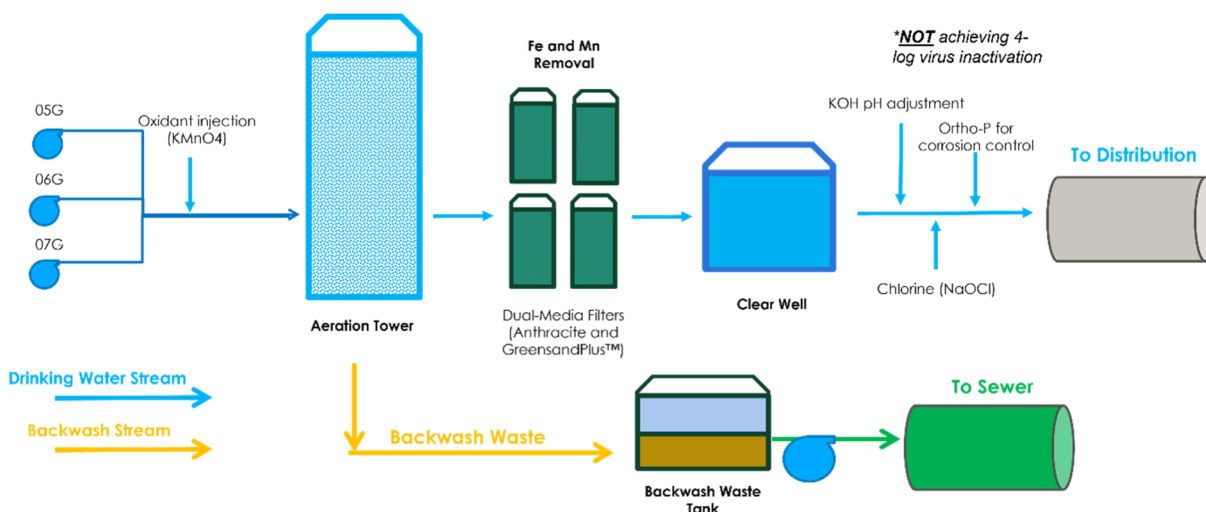 *NOT achieving 4-
log virus inactivation
Fe and Mn
Removal
KOH pH adjustment
05G
Oxidant injection
(KMnO4)
Ortho-P for
corrosion control
To Distribution
06G
07G
Chlorine (NaOCl)
Clear Well
Aeration Tower
Dual-Media Filters
(Anthracite and
GreensandPlus™)
Drinking Water Stream
To Sewer
Backwash Stream
Backwash Waste
Backwash Waste
Tank